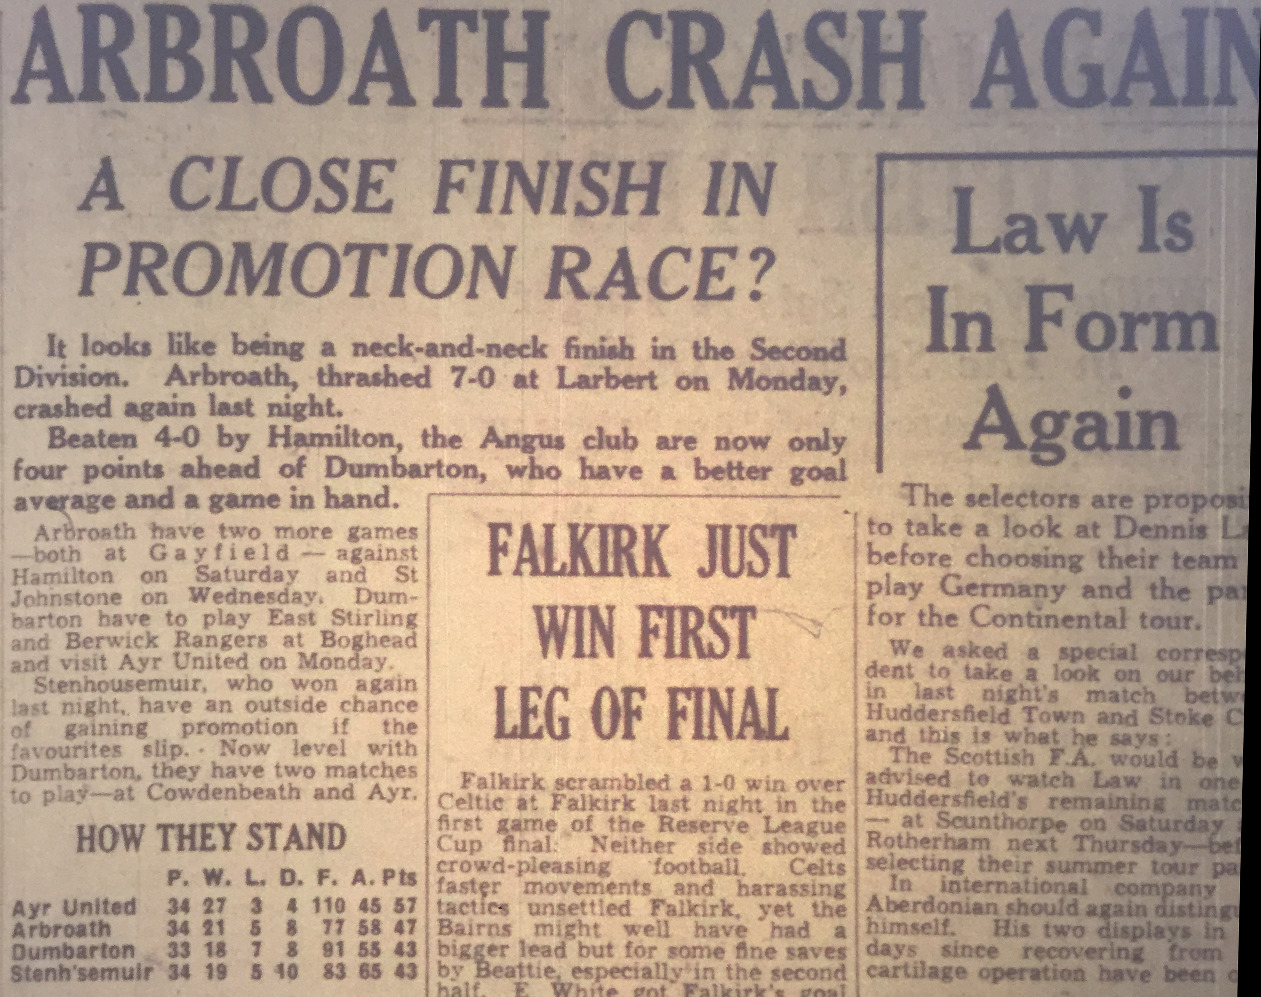 ARBROATH CRASH AGAIN
A CLOSE FINISH IN
PROMOTION RACE?
It looks like being a neck-and-neck finish in the Second
Division. Arbroath, thrashed 7-0 at Larbert on Monday,
crashed again last night.
Beaten 4-0 by Hamilton, the Angus club are now only
four points ahead of Dumbarton, who have a better goal
average and a game in hand.
Arbroath have two more games
—both at Gayfield — against
Hamilton on Saturday and St
Johnstone on Wednesday. Dum-
barton have to play East Stirling
and Berwick Rangers at Boghead
and visit Ayr United on Monday.
Stenhousemuir, who won again
last night, have an outside chance
of gaining promotion if the
favourites slip. Now level with
Dumbarton, they have two matches
to play—at Cowdenbeath and Ayr.
HOW THEY STAND
P. W. L. D. F. A. Pts
Ayr United 34 27 3 4 110 45 57
Arbroath 34 21 5 8 77 58 47
Dumbarton 33 18 7 8 91 55 43
Stenh'semuir 34 19 5 10 83 65 43
FALKIRK JUST
WIN FIRST
LEG OF FINAL
Falkirk scrambled a 1-0 win over
Celtic at Falkirk last night in the
first game of the Reserve League
Cup final. Neither side showed
crowd-pleasing football. Celts
faster movements and harassing
tactics unsettled Falkirk, yet the
Bairns might well have had a
bigger lead but for some fine saves
by Beattie, especially in the second
half. E. White got Falkirk's goal
Law Is
In Form
Again
The selectors are
to take a look at Dennis
before choosing their team
play Germany and the
for the Continental tour.
We asked a special
dent to take a look on our
in last night's match
Huddersfield Town and Stoke
and this is what he says:
The Scottish F.A. would be
advised to watch Law in one
Huddersfield's remaining
— at Scunthorpe on Saturday
Rotherham next Thursday—
selecting their summer tour
In international company
Aberdonian should again
himself. His two displays in
days since recovering from
cartilage operation have been